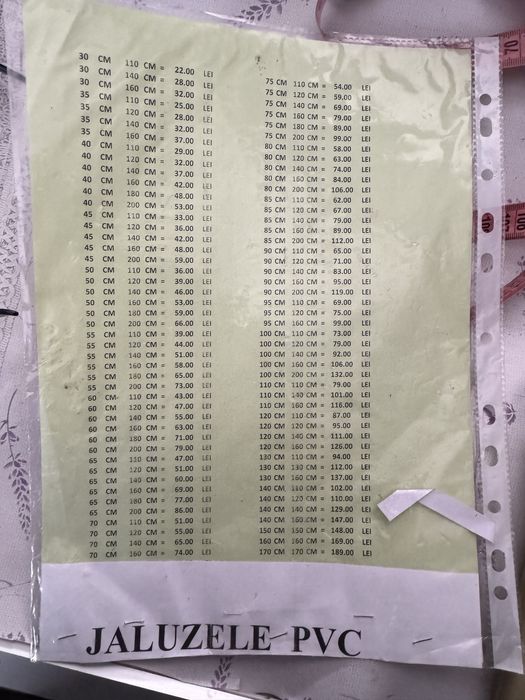 30 CM 110 CM = 22.00 LEI
30 CM 140 CM = 28.00 LEI
30 CM 160 CM = 32.00 LEI
35 CM 110 CM = 25.00 LEI
35 CM 120 CM = 28.00 LEI
35 CM 140 CM = 32.00 LEI
35 CM 160 CM = 37.00 LEI
40 CM 110 CM = 29.00 LEI
40 CM 120 CM = 32.00 LEI
40 CM 140 CM = 37.00 LEI
40 CM 160 CM = 42.00 LEI
40 CM 180 CM = 48.00 LEI
40 CM 200 CM = 53.00 LEI
45 CM 110 CM = 33.00 LEI
45 CM 120 CM = 36.00 LEI
45 CM 140 CM = 42.00 LEI
45 CM 160 CM = 48.00 LEI
45 CM 200 CM = 59.00 LEI
50 CM 110 CM = 36.00 LEI
50 CM 120 CM = 39.00 LEI
50 CM 140 CM = 46.00 LEI
50 CM 160 CM = 53.00 LEI
50 CM 180 CM = 59.00 LEI
50 CM 200 CM = 66.00 LEI
55 CM 110 CM = 39.00 LEI
55 CM 120 CM = 44.00 LEI
55 CM 140 CM = 51.00 LEI
55 CM 160 CM = 58.00 LEI
55 CM 180 CM = 65.00 LEI
55 CM 200 CM = 73.00 LEI
60 CM 110 CM = 43.00 LEI
60 CM 120 CM = 47.00 LEI
60 CM 140 CM = 55.00 LEI
60 CM 160 CM = 63.00 LEI
60 CM 180 CM = 71.00 LEI
60 CM 200 CM = 79.00 LEI
65 CM 110 CM = 47.00 LEI
65 CM 120 CM = 51.00 LEI
65 CM 140 CM = 60.00 LEI
65 CM 160 CM = 69.00 LEI
65 CM 180 CM = 77.00 LEI
65 CM 200 CM = 86.00 LEI
70 CM 110 CM = 51.00 LEI
70 CM 120 CM = 55.00 LEI
70 CM 140 CM = 65.00 LEI
70 CM 160 CM = 74.00 LEI
75 CM 110 CM = 54.00 LEI
75 CM 120 CM = 59.00 LEI
75 CM 140 CM = 69.00 LEI
75 CM 160 CM = 79.00 LEI
75 CM 180 CM = 89.00 LEI
75 CM 200 CM = 99.00 LEI
80 CM 110 CM = 58.00 LEI
80 CM 120 CM = 63.00 LEI
80 CM 140 CM = 74.00 LEI
80 CM 160 CM = 84.00 LEI
80 CM 200 CM = 106.00 LEI
85 CM 110 CM = 62.00 LEI
85 CM 120 CM = 67.00 LEI
85 CM 140 CM = 79.00 LEI
85 CM 160 CM = 89.00 LEI
85 CM 200 CM = 112.00 LEI
90 CM 110 CM = 65.00 LEI
90 CM 120 CM = 71.00 LEI
90 CM 140 CM = 83.00 LEI
90 CM 160 CM = 95.00 LEI
90 CM 200 CM = 119.00 LEI
95 CM 110 CM = 69.00 LEI
95 CM 120 CM = 75.00 LEI
95 CM 160 CM = 99.00 LEI
100 CM 110 CM = 73.00 LEI
100 CM 120 CM = 79.00 LEI
100 CM 140 CM = 92.00 LEI
100 CM 160 CM = 106.00 LEI
100 CM 200 CM = 132.00 LEI
110 CM 110 CM = 79.00 LEI
110 CM 140 CM = 101.00 LEI
110 CM 160 CM = 116.00 LEI
120 CM 110 CM = 87.00 LEI
120 CM 120 CM = 95.00 LEI
120 CM 140 CM = 111.00 LEI
120 CM 160 CM = 126.00 LEI
130 CM 110 CM = 94.00 LEI
130 CM 130 CM = 112.00 LEI
130 CM 160 CM = 137.00 LEI
140 CM 110 CM = 102.00 LEI
140 CM 120 CM = 110.00 LEI
140 CM 140 CM = 129.00 LEI
140 CM 160 CM = 147.00 LEI
150 CM 150 CM = 148.00 LEI
160 CM 160 CM = 169.00 LEI
170 CM 170 CM = 189.00 LEI
JALUZELE PVC
70